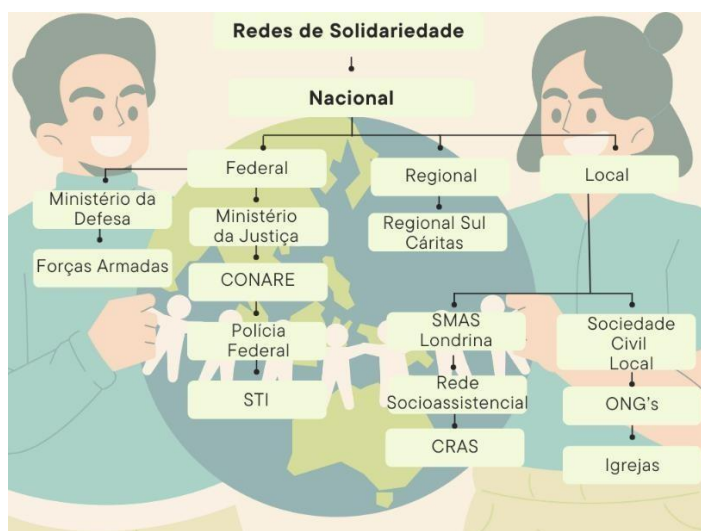 Redes de Solidariedade
Nacional
Federal
Regional
Local
Ministério da
Defesa
Ministério
da Justiça
Regional Sul
Cáritas
Forças Armadas
CONARE
Polícia
Federal
SMAS
Londrina
Sociedade
Civil
Local
STI
Rede
Socioassistencial
ONG's
CRAS
Igrejas